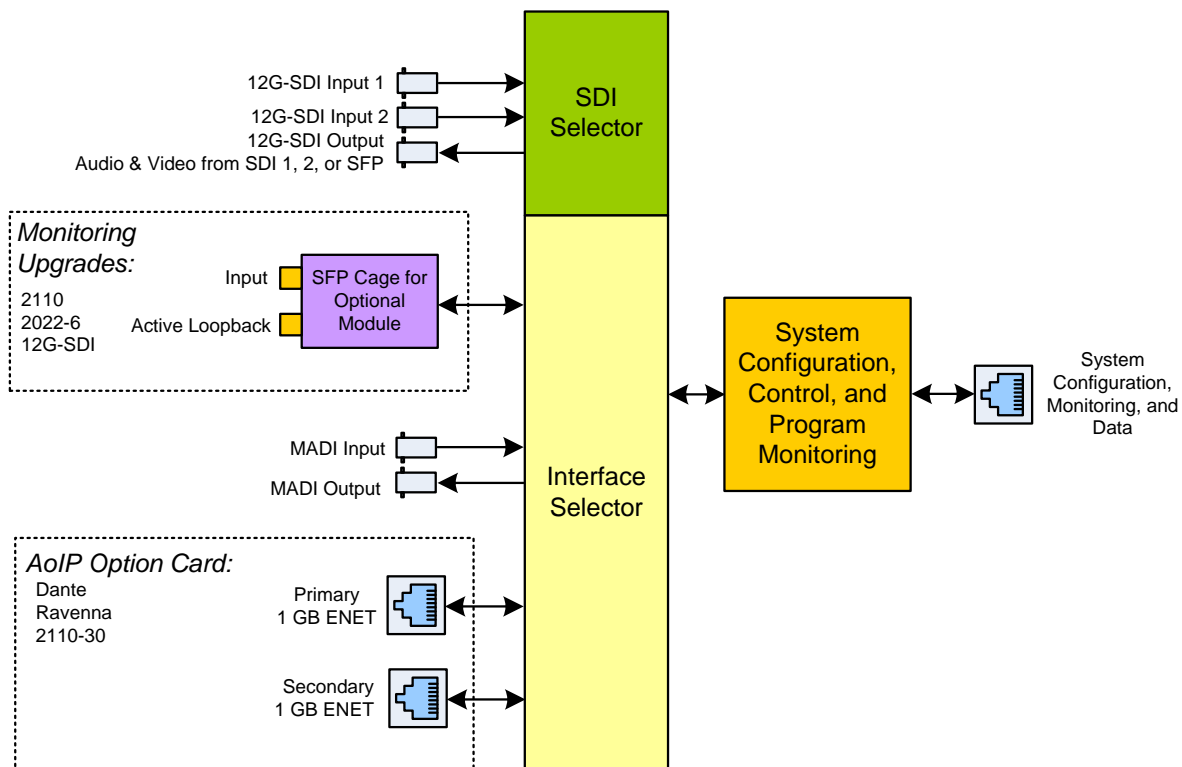 12G-SDI Input 1
12G-SDI Input 2
12G-SDI Output
Audio & Video from SDI 1, 2, or SFP
SDI
Selector
Monitoring
Upgrades:
2110
2022-6
12G-SDI
Input
Active Loopback
SFP Cage for
Optional
Module
MADI Input
MADI Output
Interface
Selector
System
Configuration,
Control, and
Program
Monitoring
System
Configuration,
Monitoring, and
Data
AoIP Option Card:
Dante
Ravenna
2110-30
Primary
1 GB ENET
Secondary
1 GB ENET